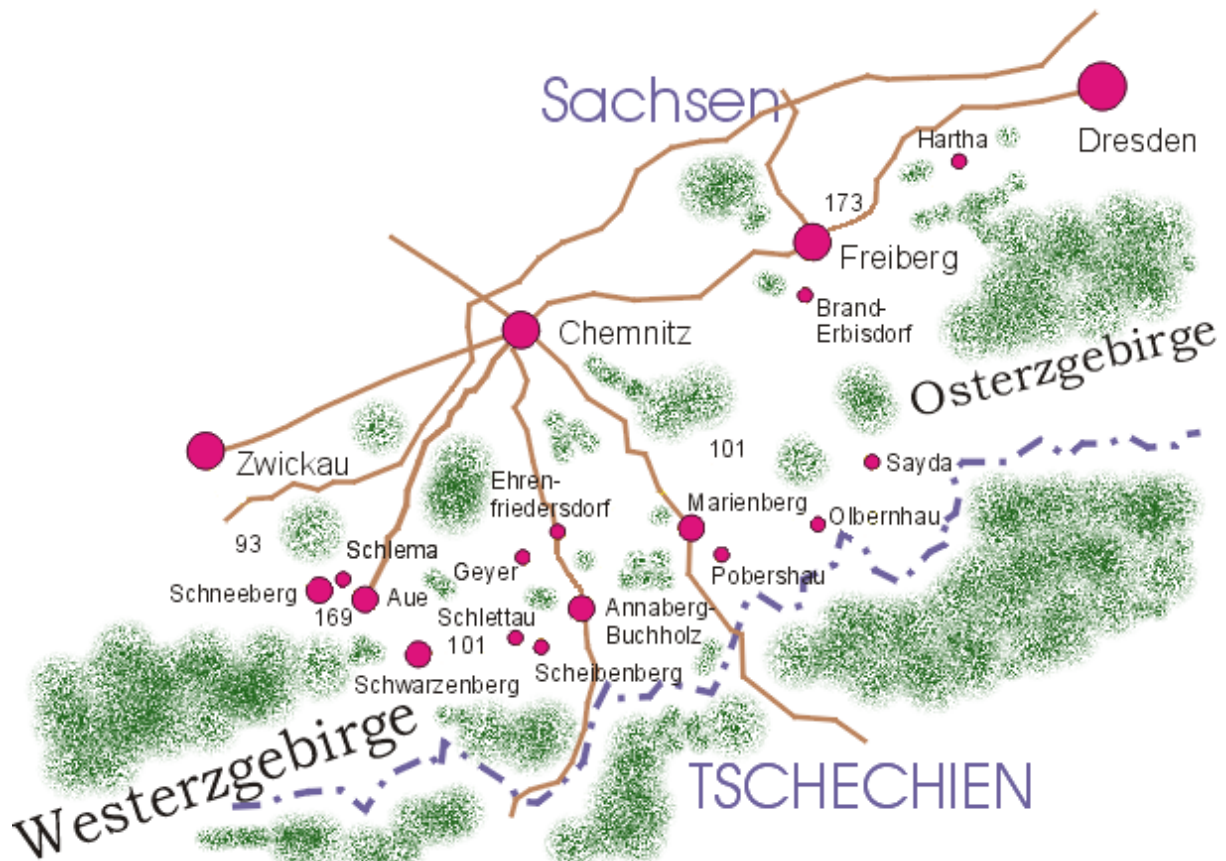 Sachsen
Dresden
Hartha
173
Freiberg
Brand-
Erbisdorf
Chemnitz
Osterzgebirge
Zwickau
101
Sayda
Ehren-
friedersdorf
Marienberg
Olbernhau
93
Schlema
Geyer
Pobershau
Schneeberg
Aue
169
Schlettau
Annaberg-
Buchholz
101
Scheibenberg
Schwarzenberg
Westerzgebirge
TSCHECHIEN